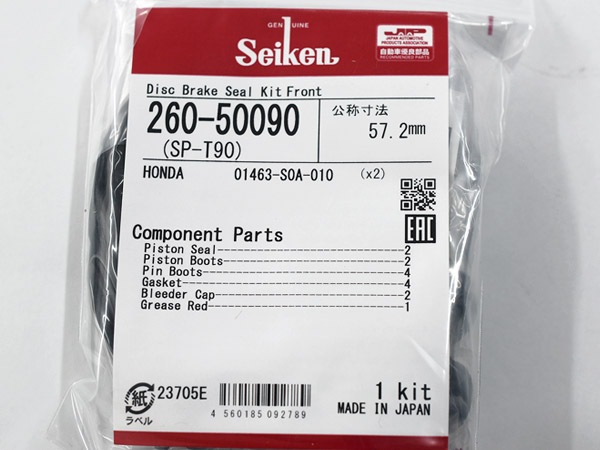 GENUINE
Seiken
JAPA
JAPAN AUTOMOTIVE
PRODUCTS ASSOCIATION
自動車優良部品
RECOMMENDED PARTS
Disc Brake Seal Kit Front
260-50090
(SP-T90)
公称寸法
57.2mm
HONDA 01463-S0A-010 (x2)
EAC
Component Parts
Piston Seal 2
Piston Boots 2
Pin Boots 4
Gasket 4
Bleeder Cap 2
Grease Red 1
紙
ラベル
23705E
4 560185 092789
1 kit
MADE IN JAPAN